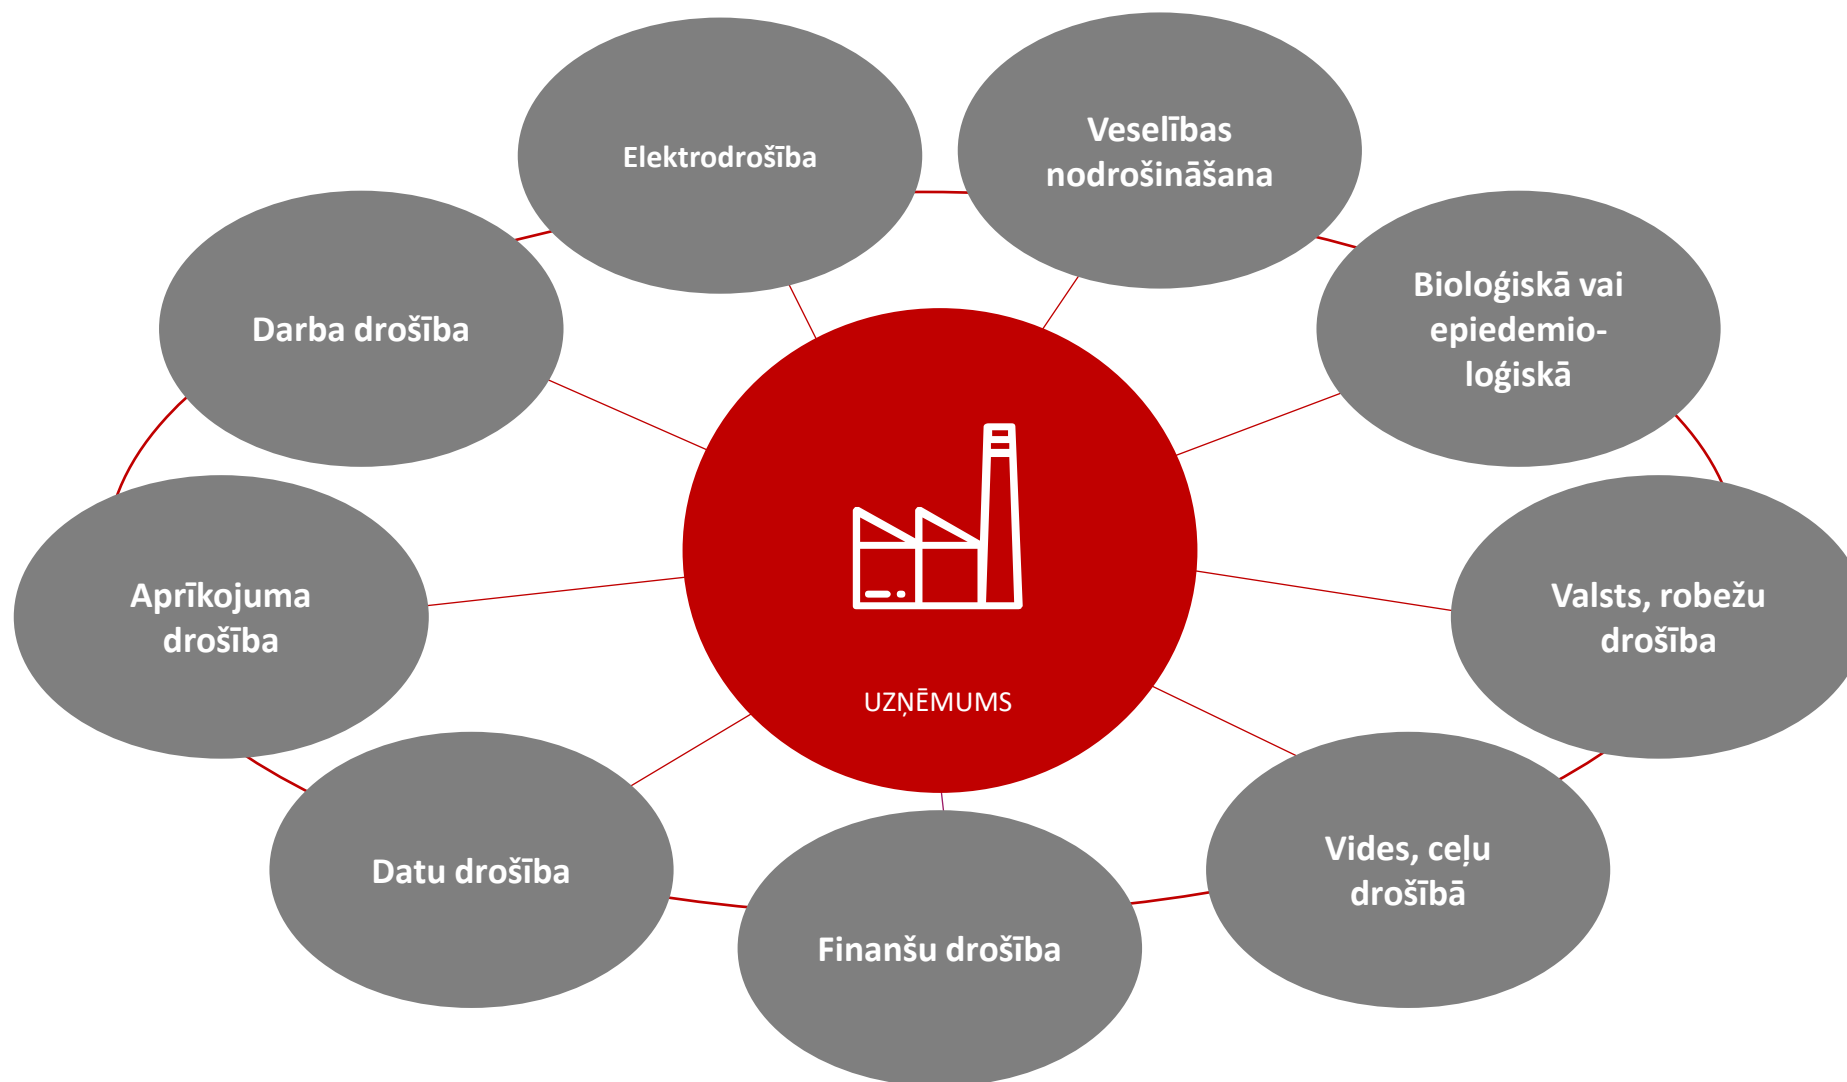 Elektrodrošība
Veselības
nodrošināšana
Darba drošība
Bioloģiskā vai
epiedemio-
loģiskā
Aprīkojuma
drošība
Valsts, robežu
drošība
UZŅĒMUMS
Datu drošība
Vides, ceļu
drošībā
Finanšu drošība